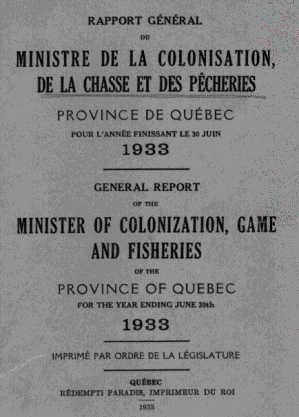 RAPPORT GÉNÉRAL
DU
MINISTRE DE LA COLONISATION,
DE LA CHASSE ET DES PÊCHERIES
PROVINCE DE QUÉBEC
POUR L'ANNÉE FINISSANT LE 30 JUIN
1933
GENERAL REPORT
OF THE
MINISTER OF COLONIZATION, GAME
AND FISHERIES
OF THE
PROVINCE OF QUEBEC
FOR THE YEAR ENDING JUNE 30th
1933
IMPRIMÉ PAR ORDRE DE LA LÉGISLATURE
QUÉBEC
RÉDEMPTI PARADIS, IMPRIMEUR DU ROI
1933